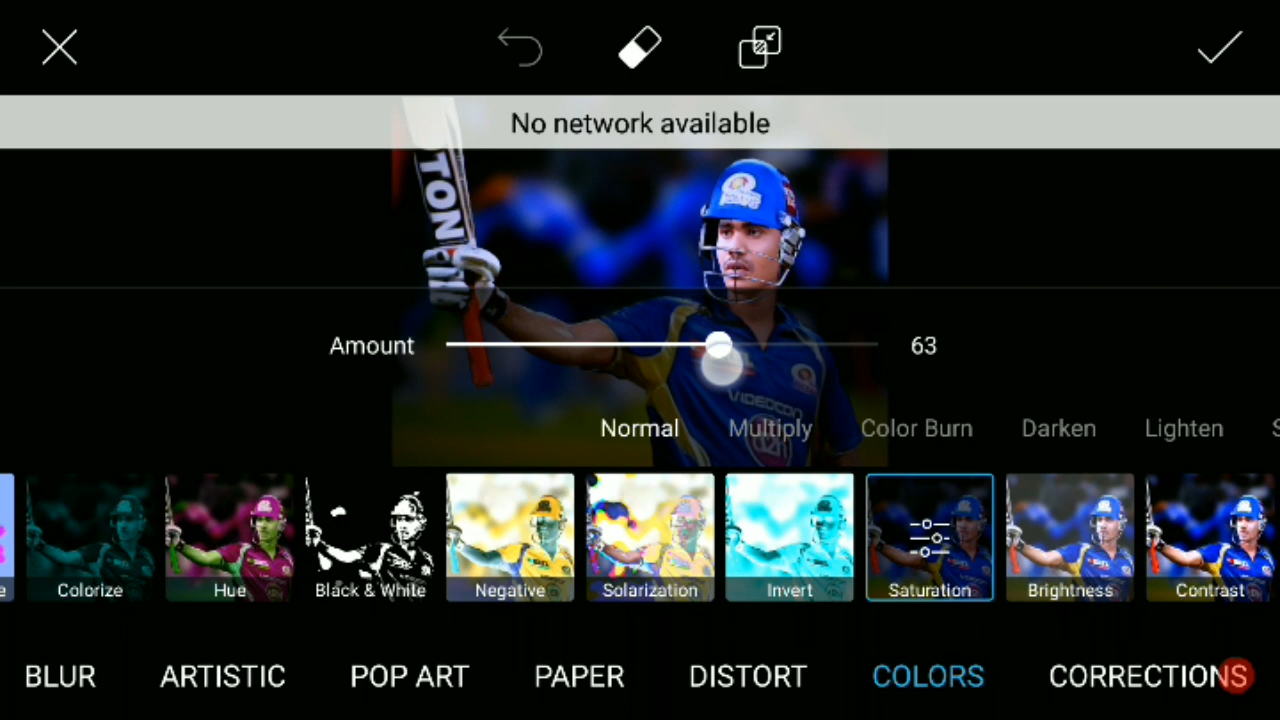 No network available
TON
Amount 63
VIDEOCON
Normal Multiply Color Burn Darken Lighten S
e Colorize Hue Black & White Negative Solarization Invert Saturation Brightness Contrast
BLUR ARTISTIC POP ART PAPER DISTORT COLORS CORRECTIONS